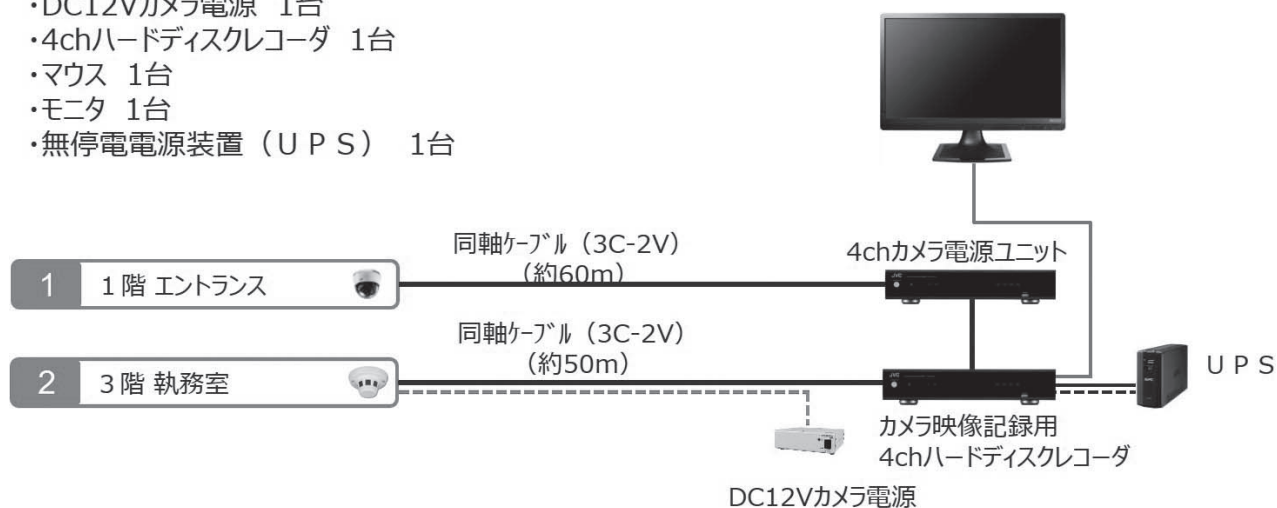 ・DC12Vカメラ電源 1台
・4chハードディスクレコーダ 1台
・マウス 1台
・モニタ 1台
・無停電電源装置（ＵＰＳ） 1台
同軸ｹｰﾌﾞﾙ（3C-2V）
（約60m）
4chカメラ電源ユニット
1 1階 エントランス
JVC
同軸ｹｰﾌﾞﾙ（3C-2V）
（約50m）
2 3階 執務室
JVC
ＵＰＳ
カメラ映像記録用
4chハードディスクレコーダ
DC12Vカメラ電源